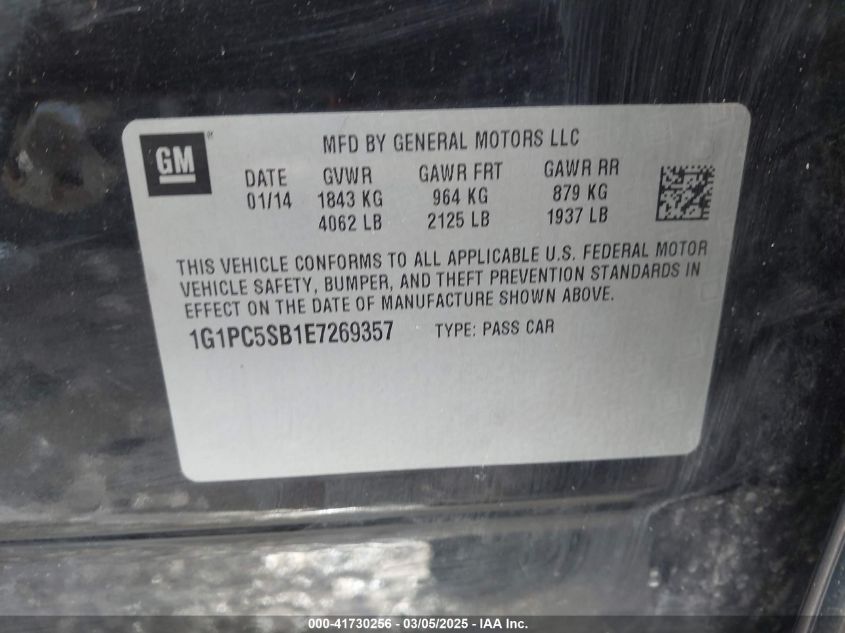 GM
MFD BY GENERAL MOTORS LLC
DATE GVWR GAWR FRT GAWR RR
01/14 1843 KG 964 KG 879 KG
4062 LB 2125 LB 1937 LB
THIS VEHICLE CONFORMS TO ALL APPLICABLE U.S. FEDERAL MOTOR
VEHICLE SAFETY, BUMPER, AND THEFT PREVENTION STANDARDS IN
EFFECT ON THE DATE OF MANUFACTURE SHOWN ABOVE.
1G1PC5SB1E7269357 TYPE: PASS CAR
000-41730256 — 03/05/2025 — IAA Inc.